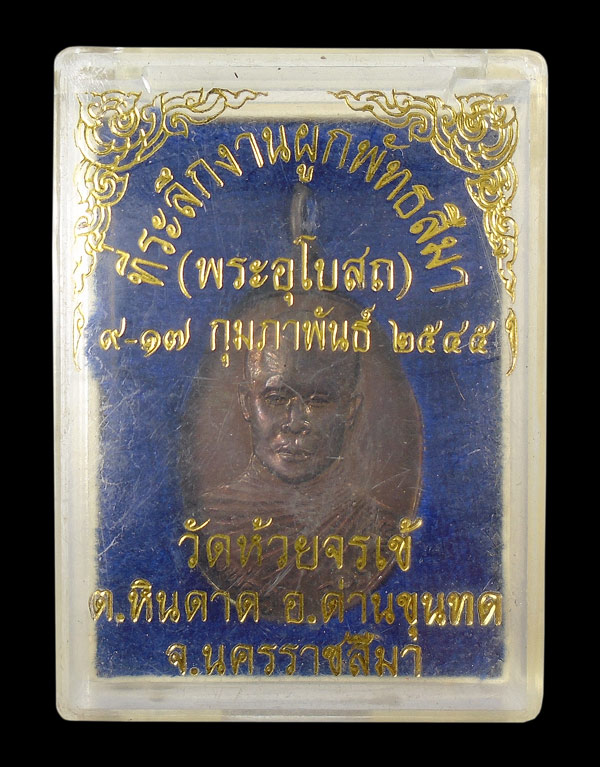 ที่ระลึกงานผูกพัทธสีมา
(พระอุโบสถ)
๙-๑๗ กุมภาพันธ์ ๒๕๔๕
วัดห้วยจรเข้
ต.หินดาด อ.ด่านขุนทด
จ.นครราชสีมา